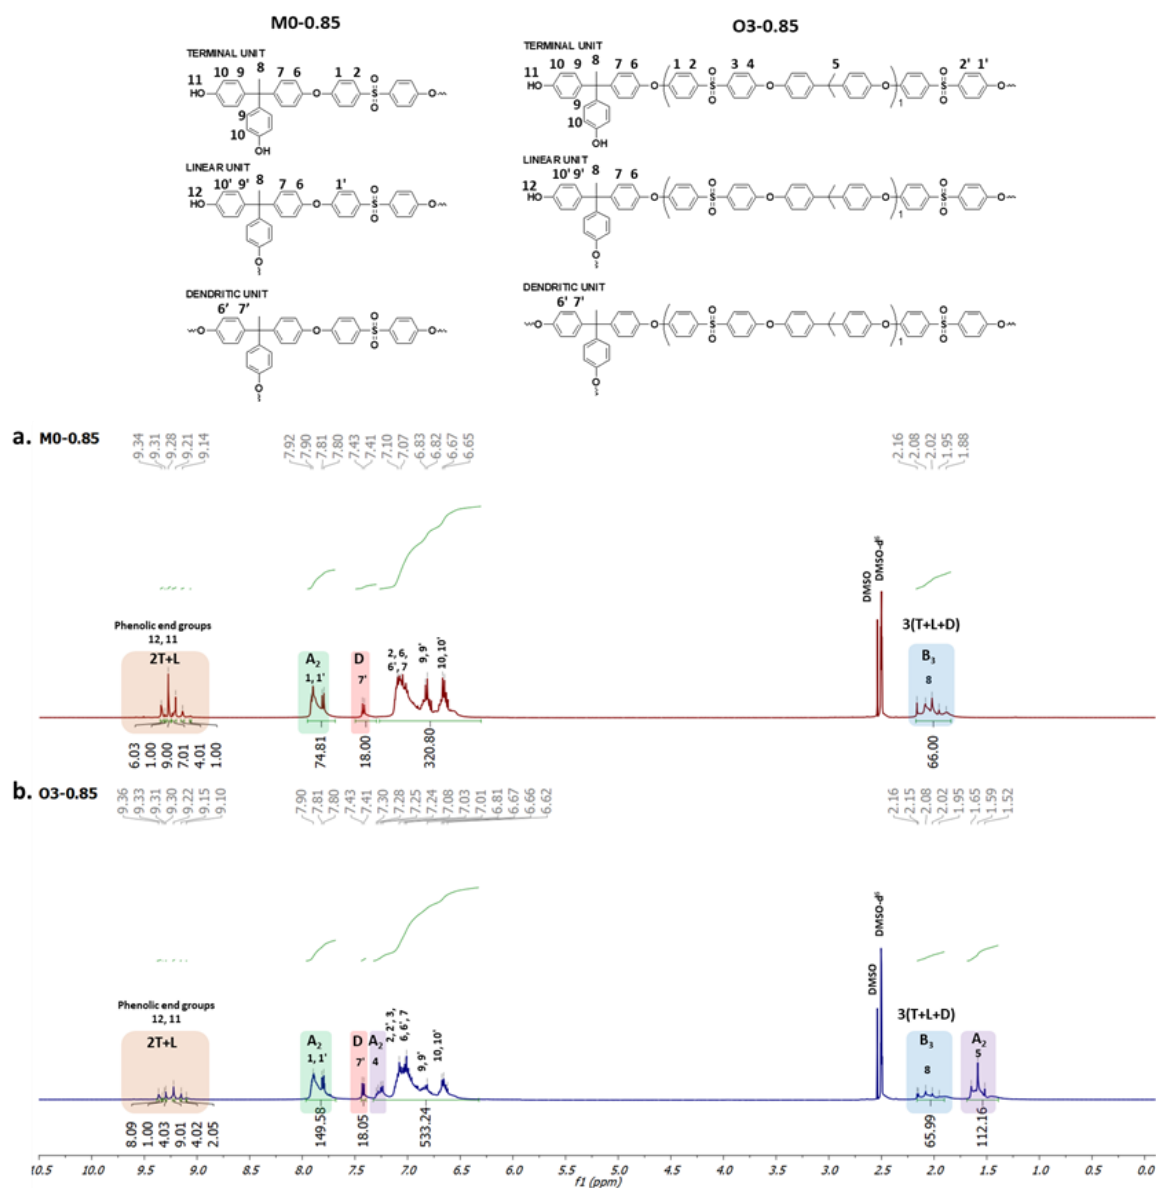 M0-0.85
O3-0.85
TERMINAL UNIT
11 10 9 8 7 6 1 2
HO
O
O
S
O
O
9
10
OH
LINEAR UNIT
12 10' 9' 8 7 6 1'
HO
O
O
S
O
O
O
DENDRITIC UNIT
6' 7'
O
O
O
S
O
O
O
TERMINAL UNIT
11 10 9 8 7 6 1 2 3 4 5 2' 1'
HO
O
O
S
O
O
O
1
O
S
O
O
9
10
OH
LINEAR UNIT
12 10' 9' 8 7 6
HO
O
O
S
O
O
O
1
O
S
O
O
O
DENDRITIC UNIT
6' 7'
O
O
O
S
O
O
O
1
O
S
O
O
O
a. M0-0.85
9.34 9.31 9.28 9.21 9.14
7.92 7.90 7.81 7.80 7.43 7.41 7.10 7.07 6.83 6.82 6.67 6.65
2.16 2.08 2.02 1.95 1.88
Phenolic end groups
12, 11
2T+L
A2
1, 1'
D
7'
2, 6,
6', 7
9, 9'
10, 10'
DMSO
DMSO-d6
3(T+L+D)
B3
8
6.03 1.00 9.00 7.01 4.01 1.00
74.81
18.00
320.80
66.00
b. O3-0.85
9.36 9.33 9.31 9.30 9.22 9.15 9.10
7.90 7.81 7.80 7.43 7.41 7.30 7.28 7.25 7.24 7.08 7.03 7.01 6.81 6.67 6.66 6.62
2.16 2.15 2.08 2.02 1.95 1.65 1.59 1.52
Phenolic end groups
12, 11
2T+L
A2
1, 1'
D
7'
A2
4
2, 2', 3,
6, 6', 7
9, 9'
10, 10'
DMSO
DMSO-d6
3(T+L+D)
B3
8
A2
5
8.09 1.00 4.03 9.01 4.02 2.05
149.58
18.05
533.24
65.99
112.16
10.5 10.0 9.5 9.0 8.5 8.0 7.5 7.0 6.5 6.0 5.5 5.0 4.5 4.0 3.5 3.0 2.5 2.0 1.5 1.0 0.5 0.0
f1 (ppm)